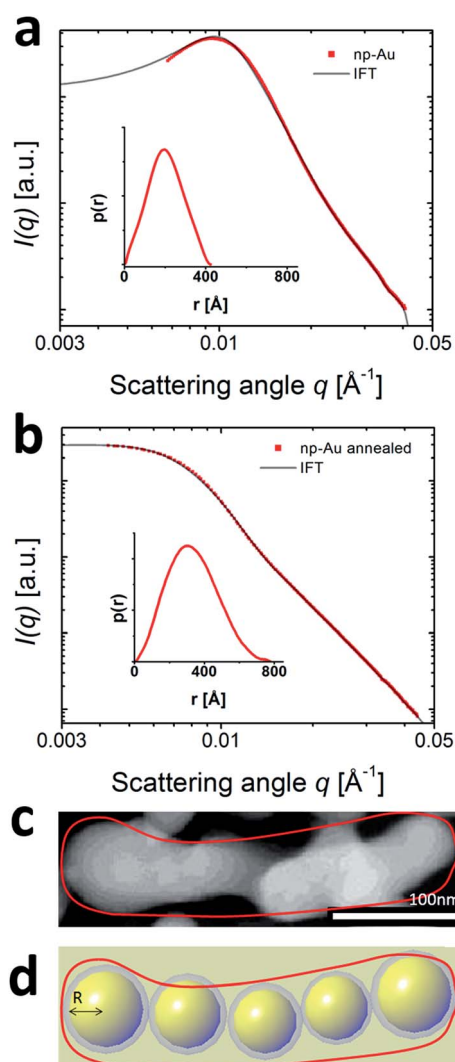 a
np-Au
IFT
I(q) [a.u.]
p(r)
0 400 800
r [Å]
0.003 0.01 0.05
Scattering angle q [Å⁻¹]
b
np-Au annealed
IFT
I(q) [a.u.]
p(r)
0 400 800
r [Å]
0.003 0.01 0.05
Scattering angle q [Å⁻¹]
c
100nm
d
R